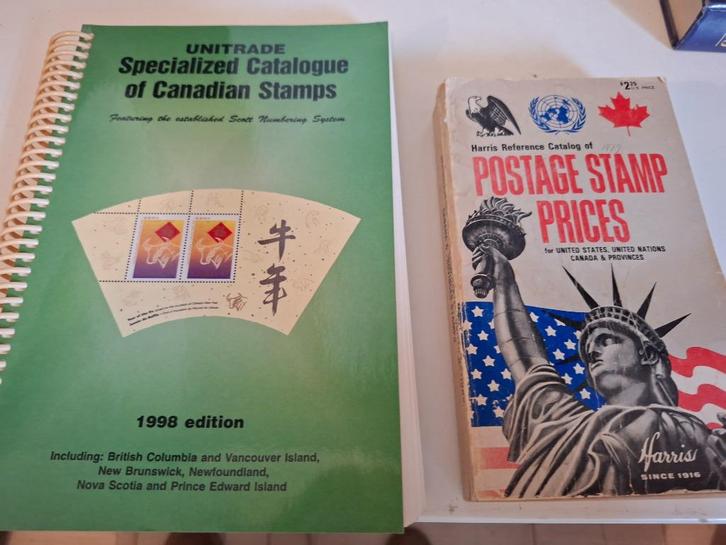 UNITRADE
Specialized Catalogue
of Canadian Stamps
Featuring the established Scott Numbering System
牛
年
1998 edition
Including: British Columbia and Vancouver Island,
New Brunswick, Newfoundland,
Nova Scotia and Prince Edward Island
$2.25
U.S. PRICE
Harris Reference Catalog of
POSTAGE STAMP
PRICES
for UNITED STATES, UNITED NATIONS
CANADA & PROVINCES
Harris
SINCE 1916